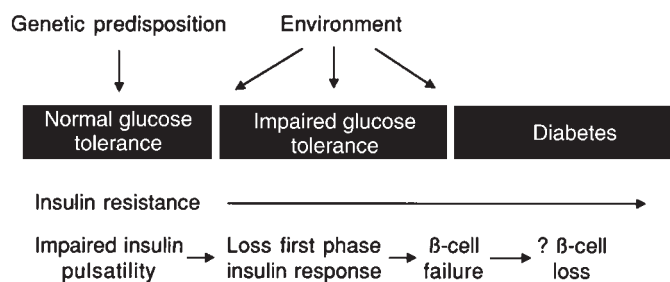 Genetic predisposition
Environment
Normal glucose
tolerance
Impaired glucose
tolerance
Diabetes
Insulin resistance
Impaired insulin
pulsatility
Loss first phase
insulin response
ß-cell
failure
? ß-cell
loss